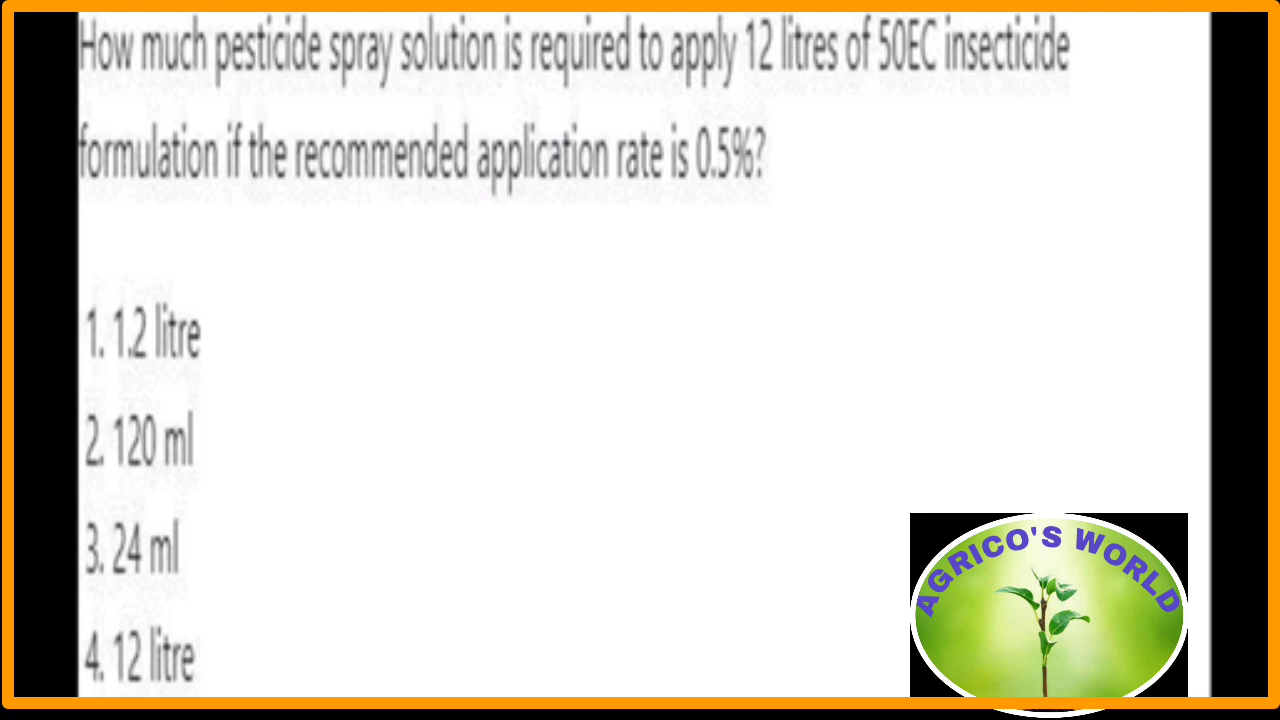 How much pesticide spray solution is required to apply 12 litres of 50EC insecticide
formulation if the recommended application rate is 0.5%?
1. 1.2 litre
2. 120 ml
3. 24 ml
4. 12 litre
AGRICO'S WORLD